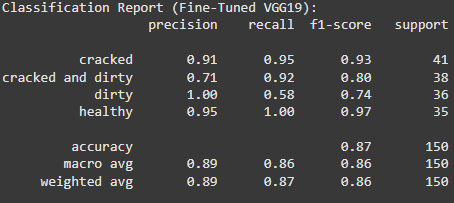 Classification Report (Fine-Tuned VGG19):
precision recall f1-score support
cracked 0.91 0.95 0.93 41
cracked and dirty 0.71 0.92 0.80 38
dirty 1.00 0.58 0.74 36
healthy 0.95 1.00 0.97 35
accuracy 0.87 150
macro avg 0.89 0.86 0.86 150
weighted avg 0.89 0.87 0.86 150